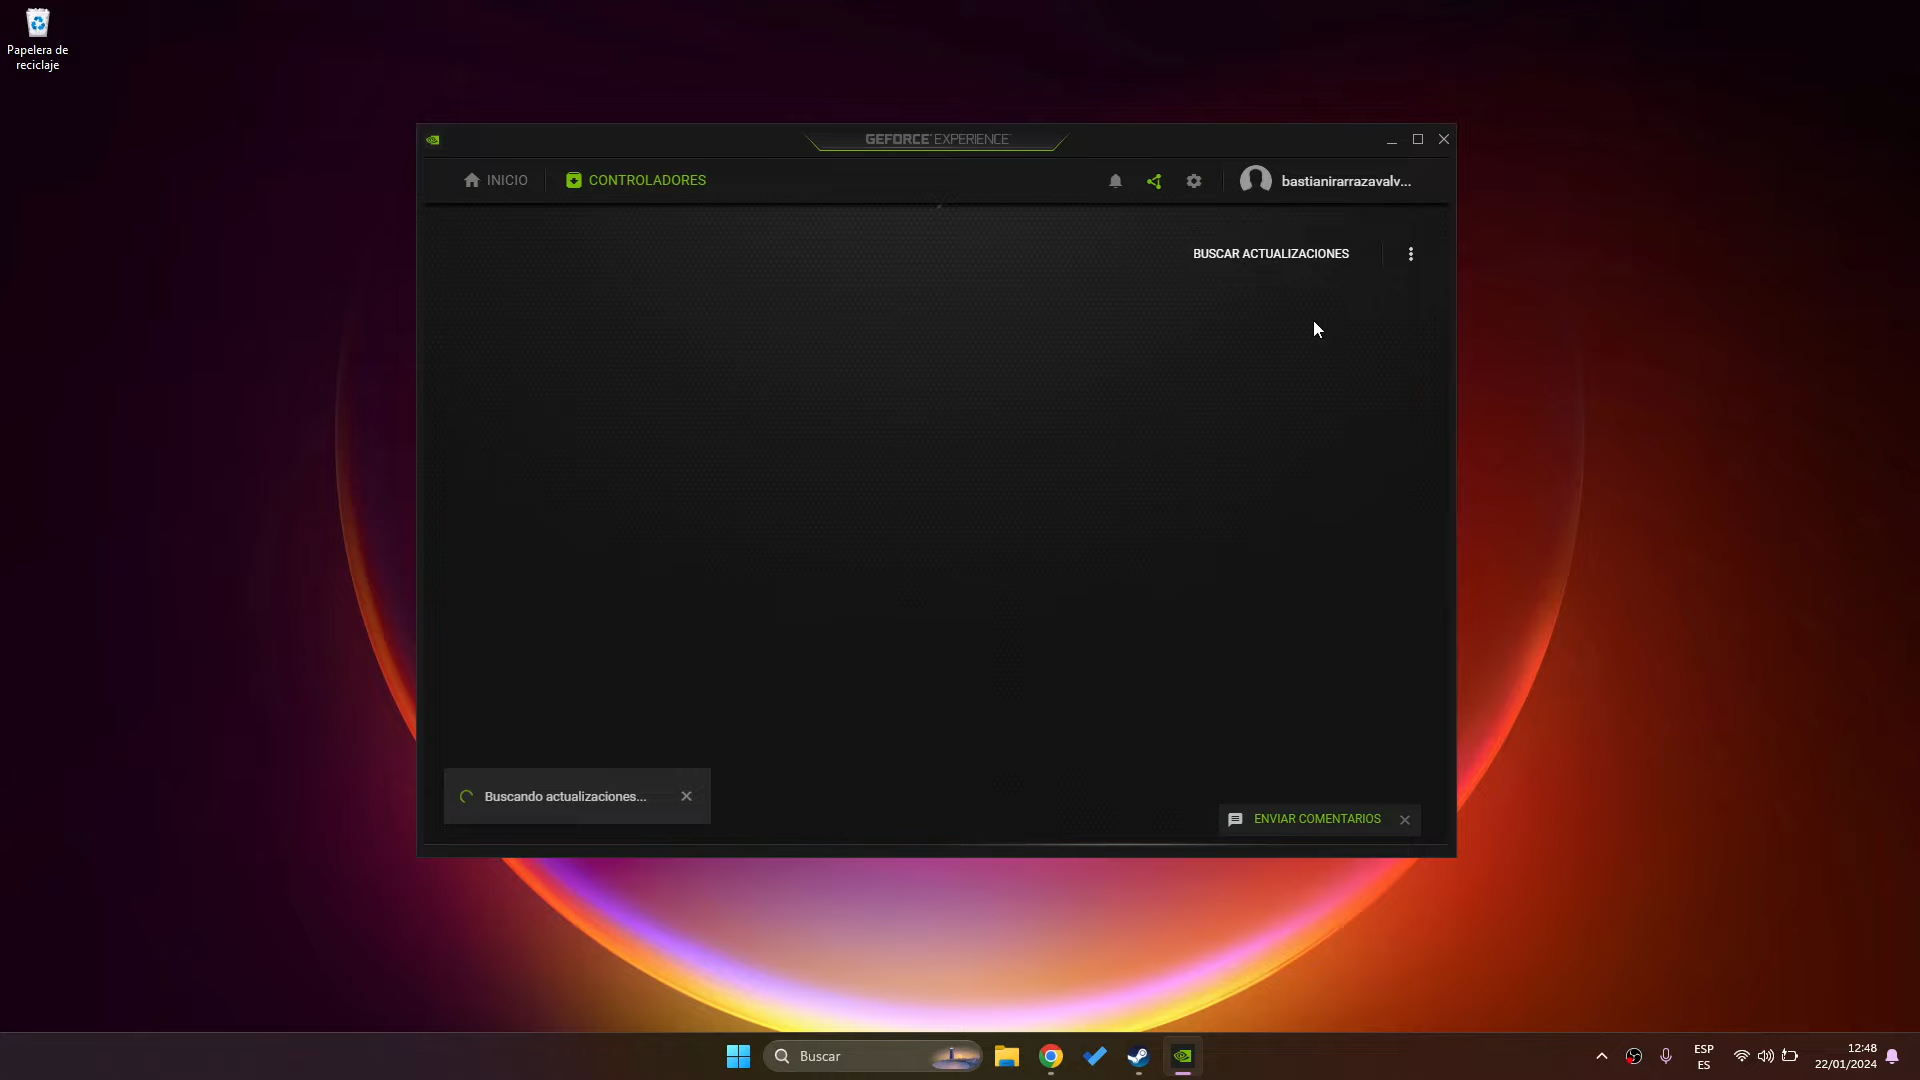 Papelera de
reciclaje
GEFORCE EXPERIENCE
INICIO
CONTROLADORES
bastianirarrazavalv...
BUSCAR ACTUALIZACIONES
Buscando actualizaciones...
ENVIAR COMENTARIOS
Buscar
ESP
ES
12:48
22/01/2024